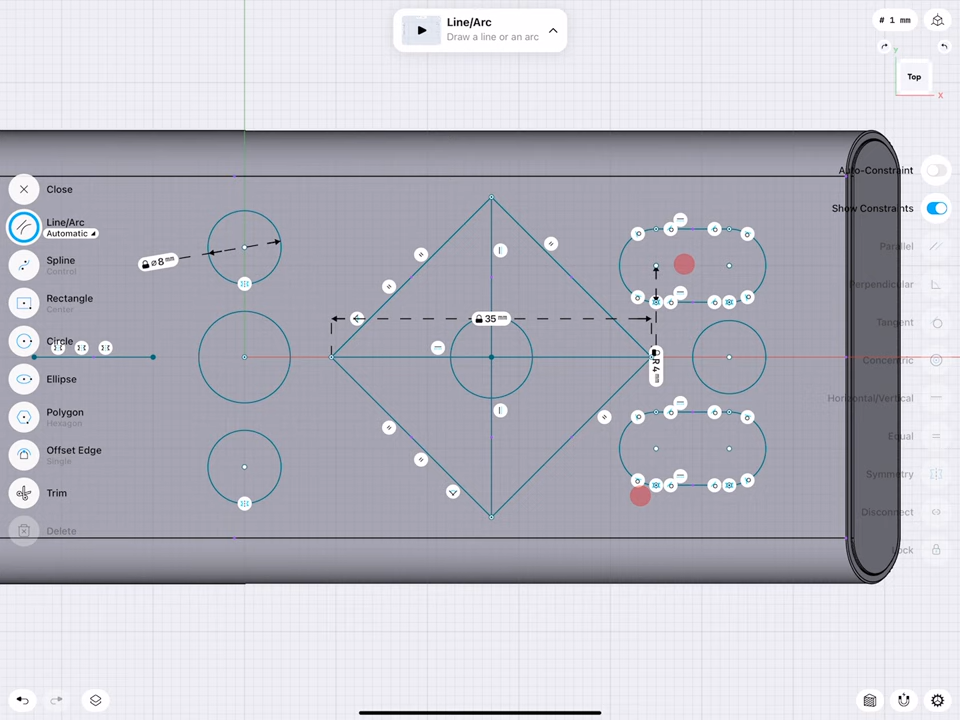 Line/Arc
Draw a line or an arc
# 1 mm
Y
Top
X
Close
Line/Arc
Automatic
Spline
Control
Rectangle
Center
Circle
Ellipse
Polygon
Hexagon
Offset Edge
Single
Trim
Delete
⌀8 mm
35 mm
R4 mm
Auto-Constraint
Show Constraints
Parallel
Perpendicular
Tangent
Concentric
Horizontal/Vertical
Equal
Symmetry
Disconnect
Lock